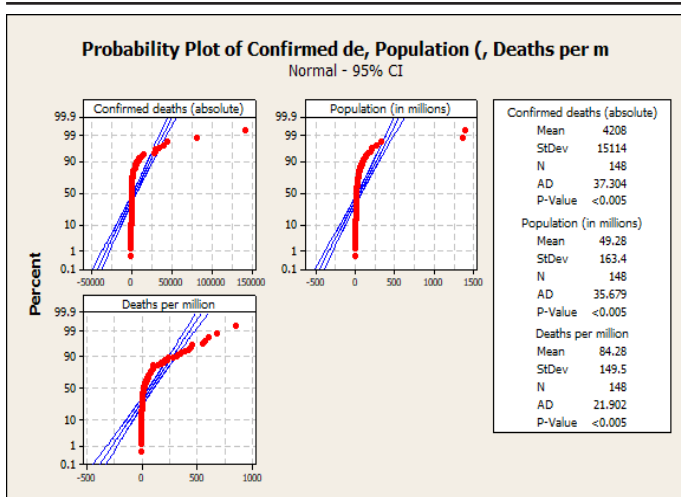 Probability Plot of Confirmed de, Population (, Deaths per m
Normal - 95% CI
Confirmed deaths (absolute)
99.9
99
90
50
10
1
0.1
-50000 0 50000 100000 150000
Population (in millions)
99.9
99
90
50
10
1
0.1
-500 0 500 1000 1500
Deaths per million
99.9
99
90
50
10
1
0.1
-500 0 500 1000
Percent
Confirmed deaths (absolute)
Mean 4208
StDev 15114
N 148
AD 37.304
P-Value <0.005
Population (in millions)
Mean 49.28
StDev 163.4
N 148
AD 35.679
P-Value <0.005
Deaths per million
Mean 84.28
StDev 149.5
N 148
AD 21.902
P-Value <0.005